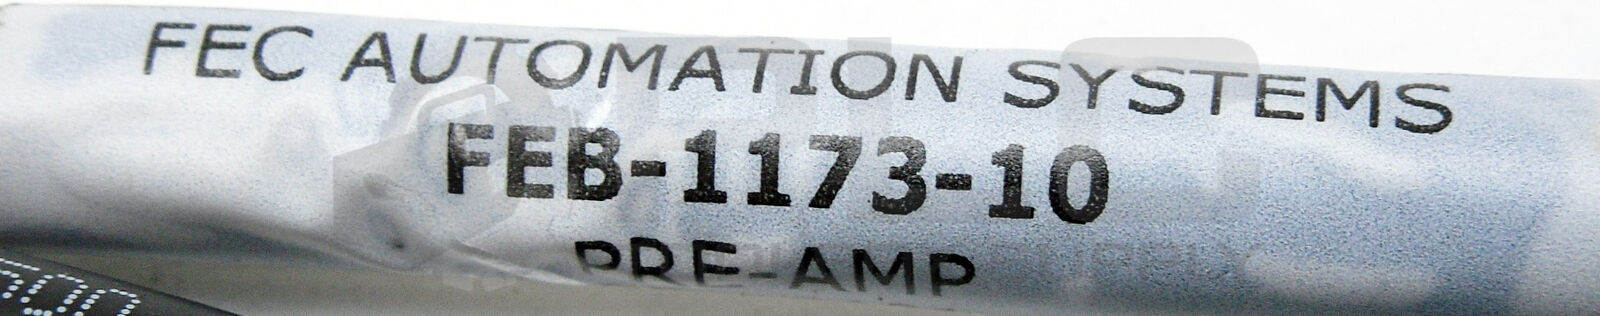 FEC AUTOMATION SYSTEMS
FEB-1173-10
PRE-AMP